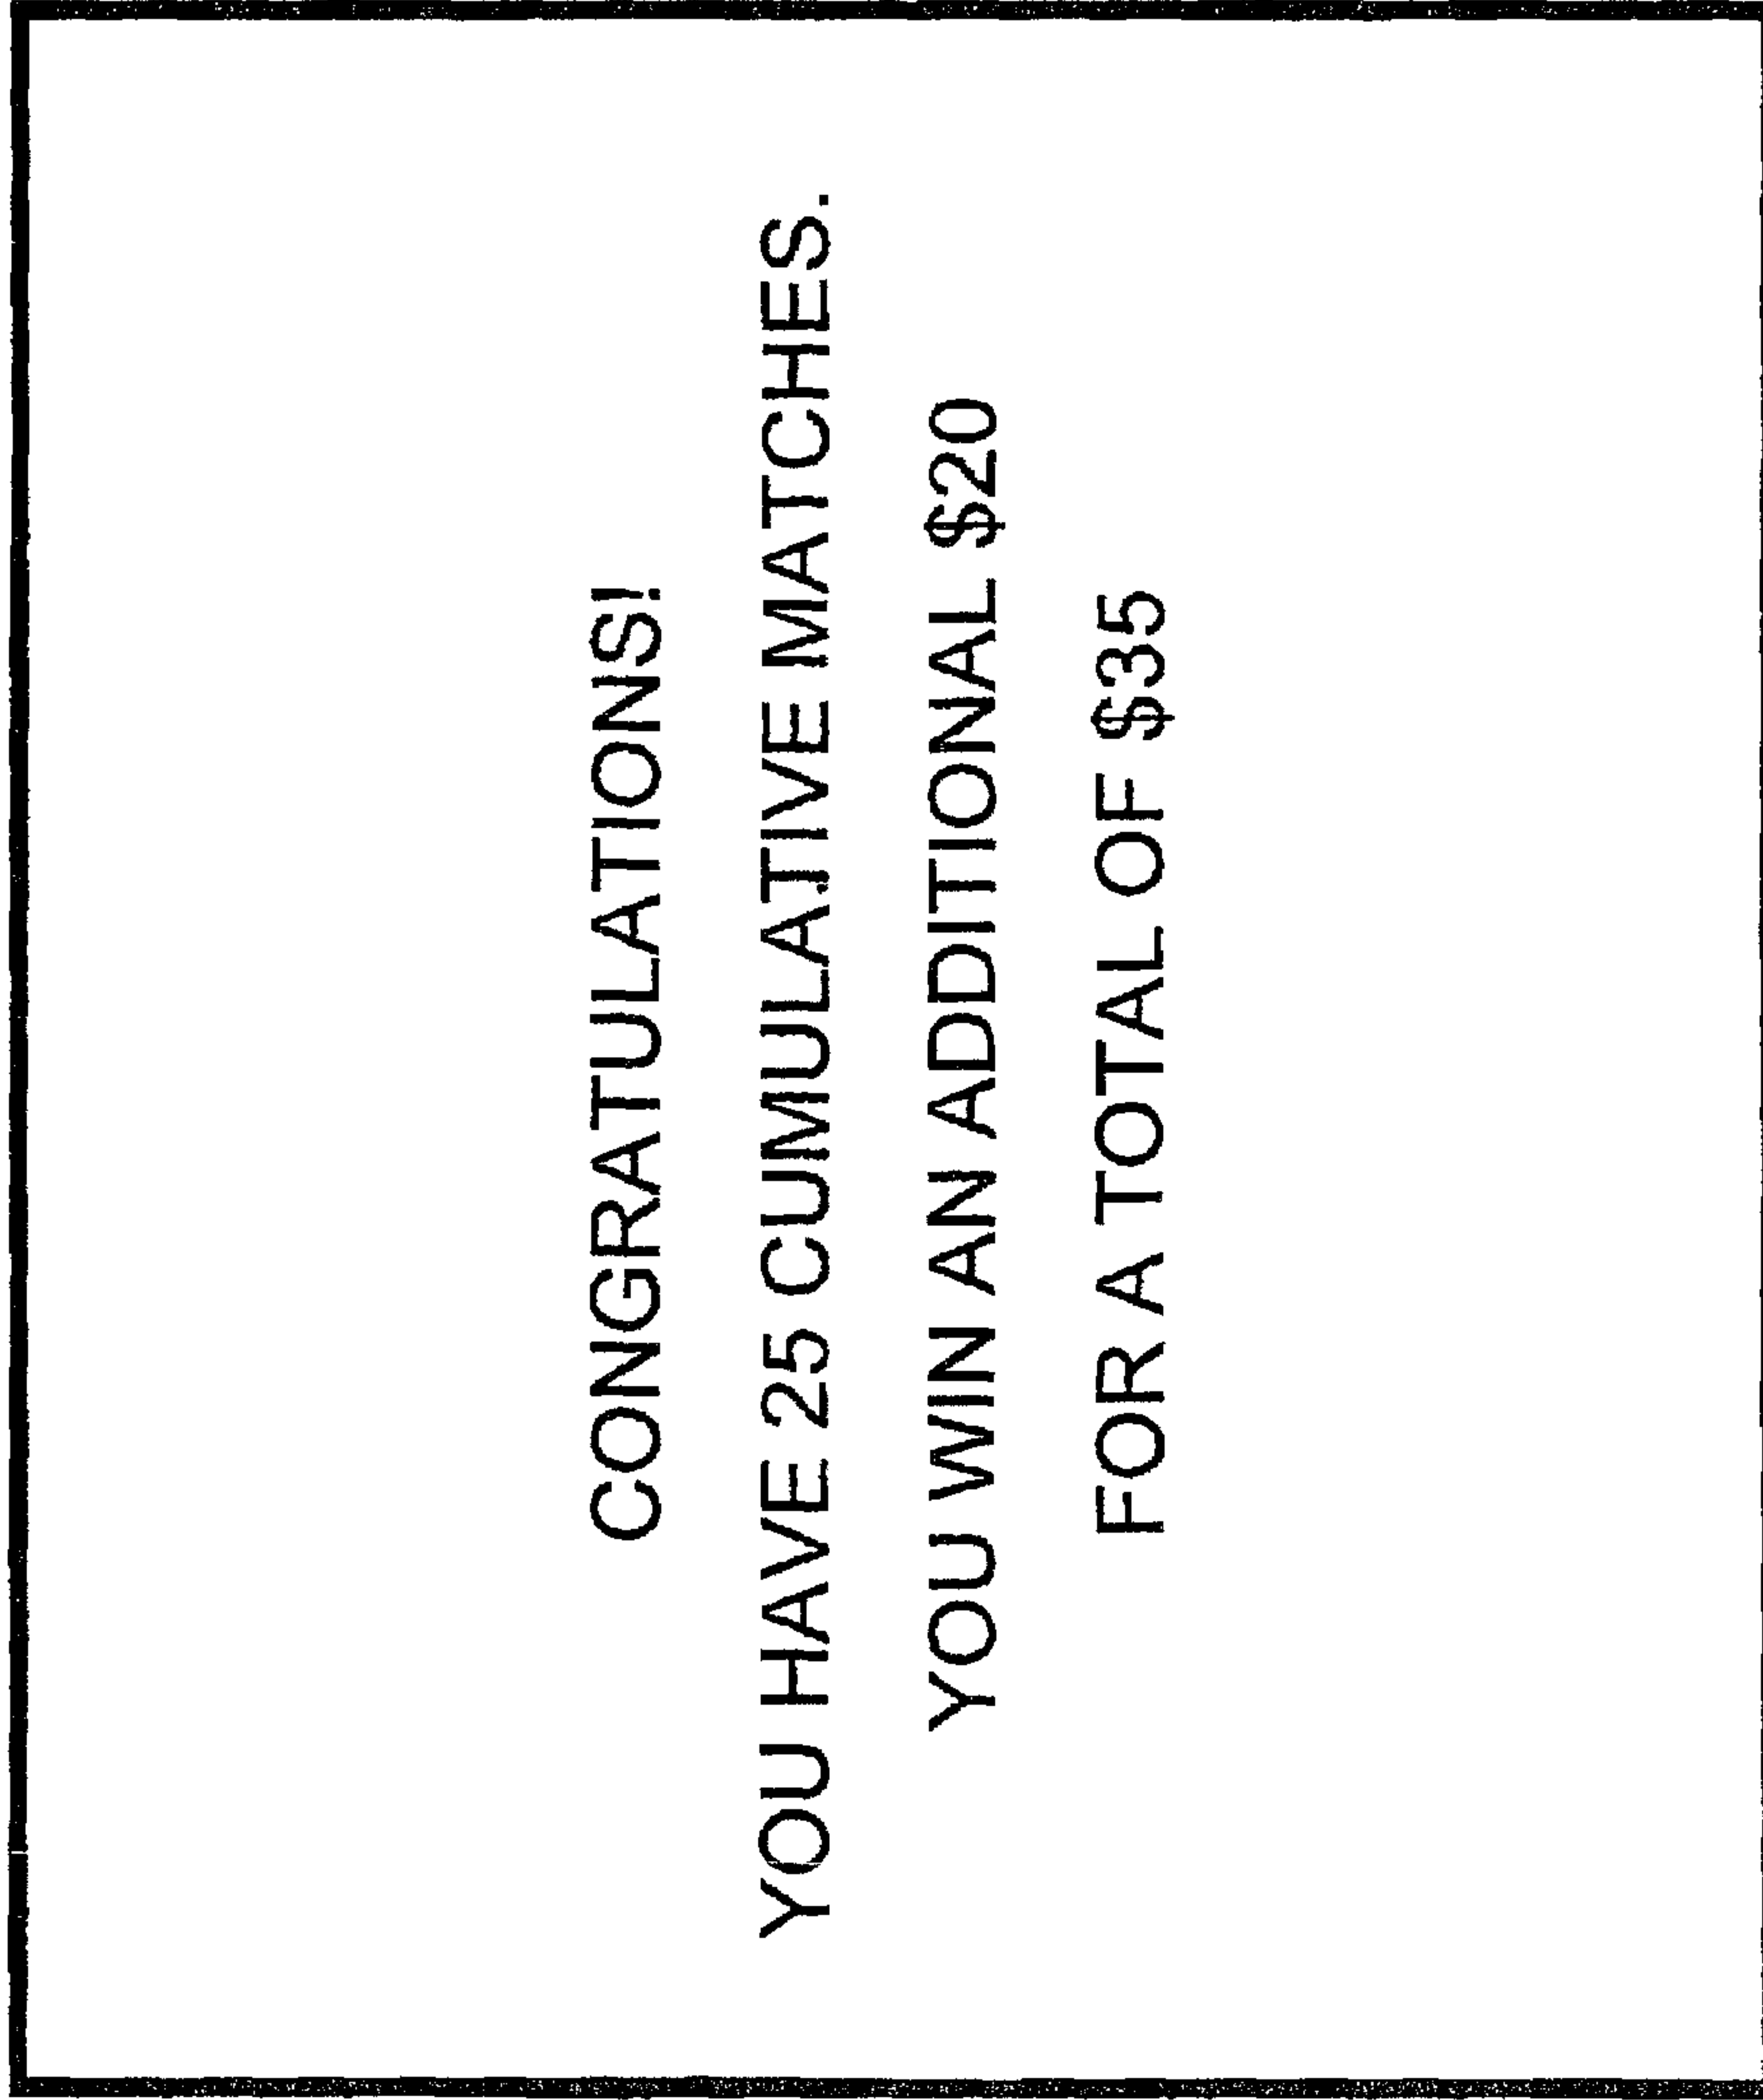 CONGRATULATIONS!
YOU HAVE 25 CUMULATIVE MATCHES.
YOU WIN AN ADDITIONAL $20
FOR A TOTAL OF $35